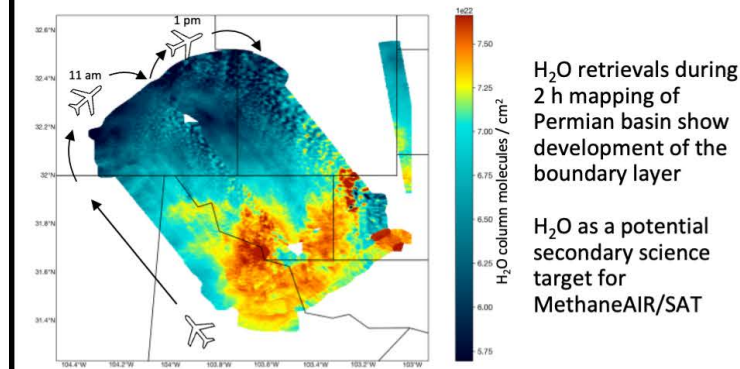 1 pm
11 am
32.6°N
32.4°N
32.2°N
32°N
31.8°N
31.6°N
31.4°N
104.4°W 104.2°W 104°W 103.8°W 103.6°W 103.4°W 103.2°W 103°W
1e22
7.50
7.25
7.00
6.75
6.50
6.25
6.00
5.75
H₂O column molecules / cm²
H₂O retrievals during
2 h mapping of
Permian basin show
development of the
boundary layer
H₂O as a potential
secondary science
target for
MethaneAIR/SAT